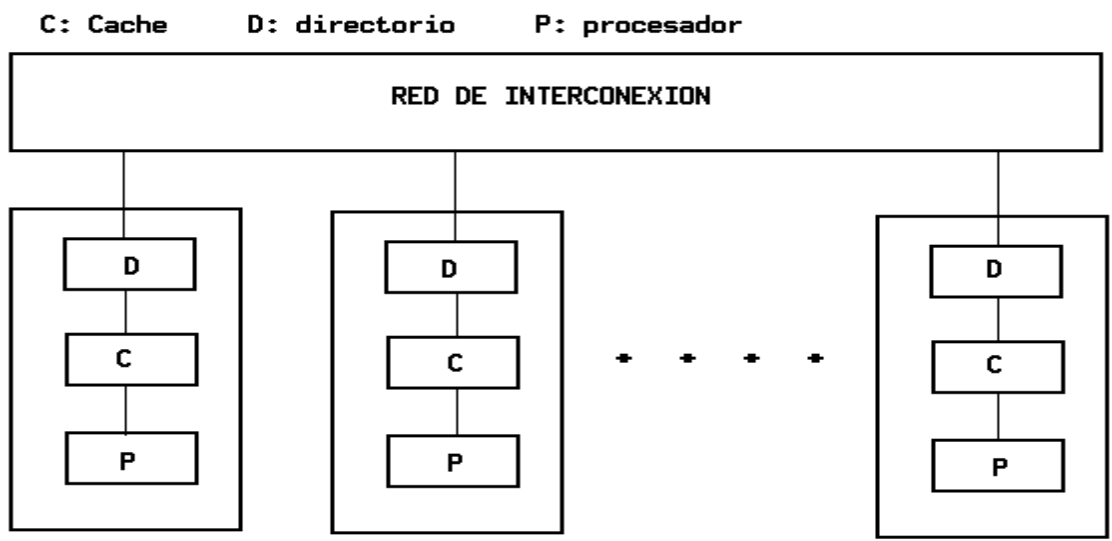 C: Cache D: directorio P: procesador
RED DE INTERCONEXION
D D D
C C C
P P P